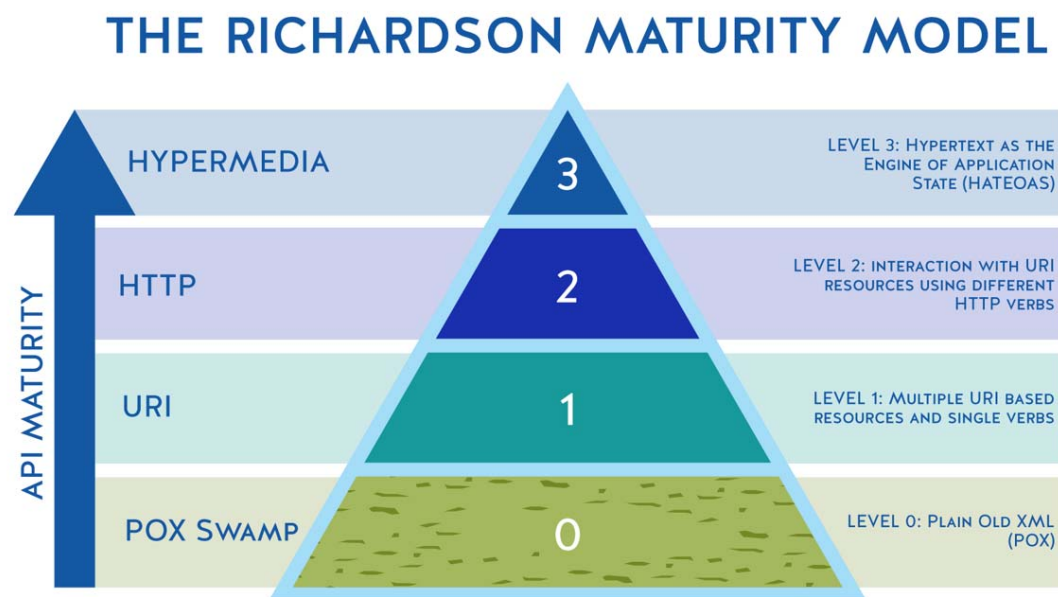 THE RICHARDSON MATURITY MODEL
API MATURITY
HYPERMEDIA
3
LEVEL 3: HYPERTEXT AS THE
ENGINE OF APPLICATION
STATE (HATEOAS)
HTTP
2
LEVEL 2: INTERACTION WITH URI
RESOURCES USING DIFFERENT
HTTP VERBS
URI
1
LEVEL 1: MULTIPLE URI BASED
RESOURCES AND SINGLE VERBS
POX SWAMP
0
LEVEL 0: PLAIN OLD XML
(POX)